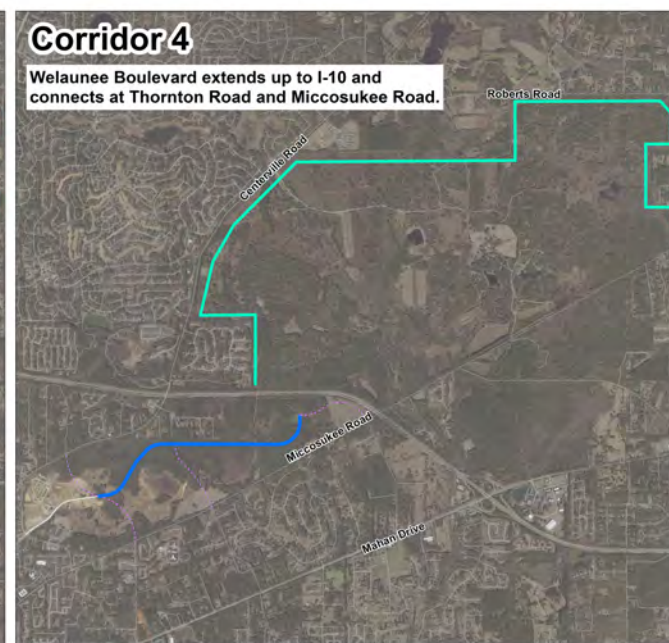 Corridor 4
Welaunee Boulevard extends up to I-10 and
connects at Thornton Road and Miccosukee Road.
Roberts Road
Centerville Road
Miccosukee Road
Mahan Drive